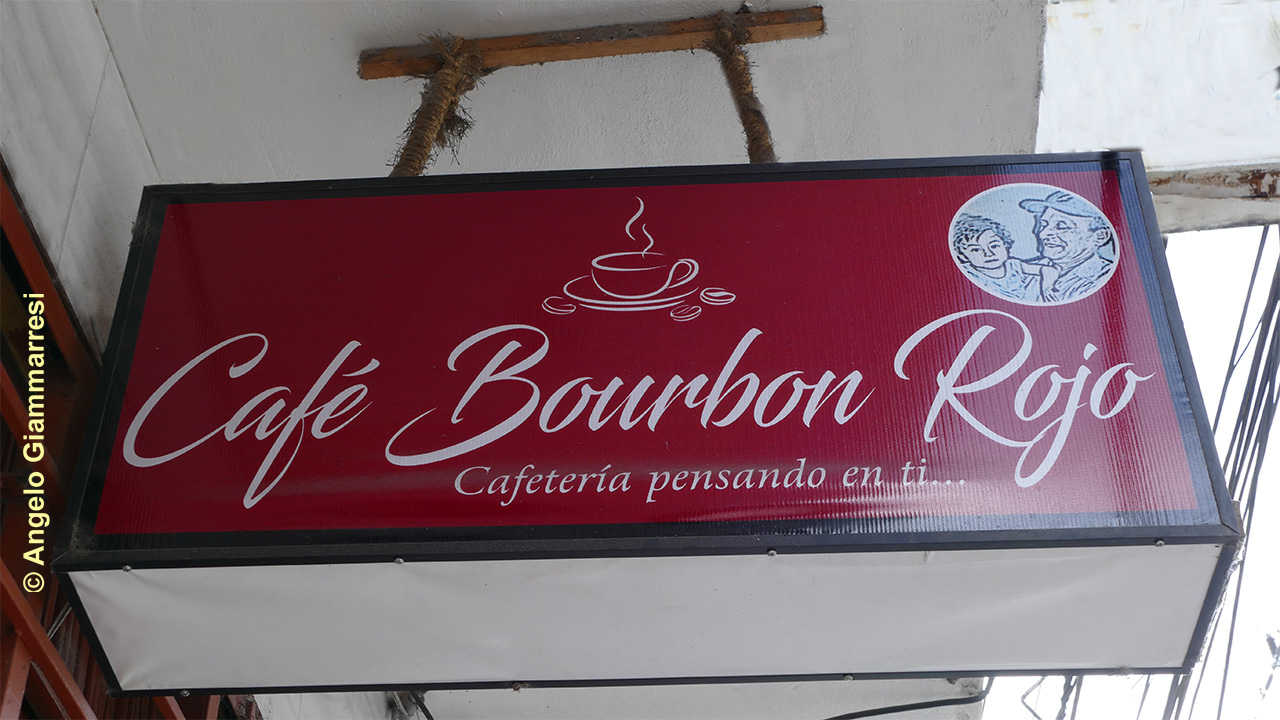 Café Bourbon Rojo
Cafetería pensando en ti...
© Angelo Giammarresi